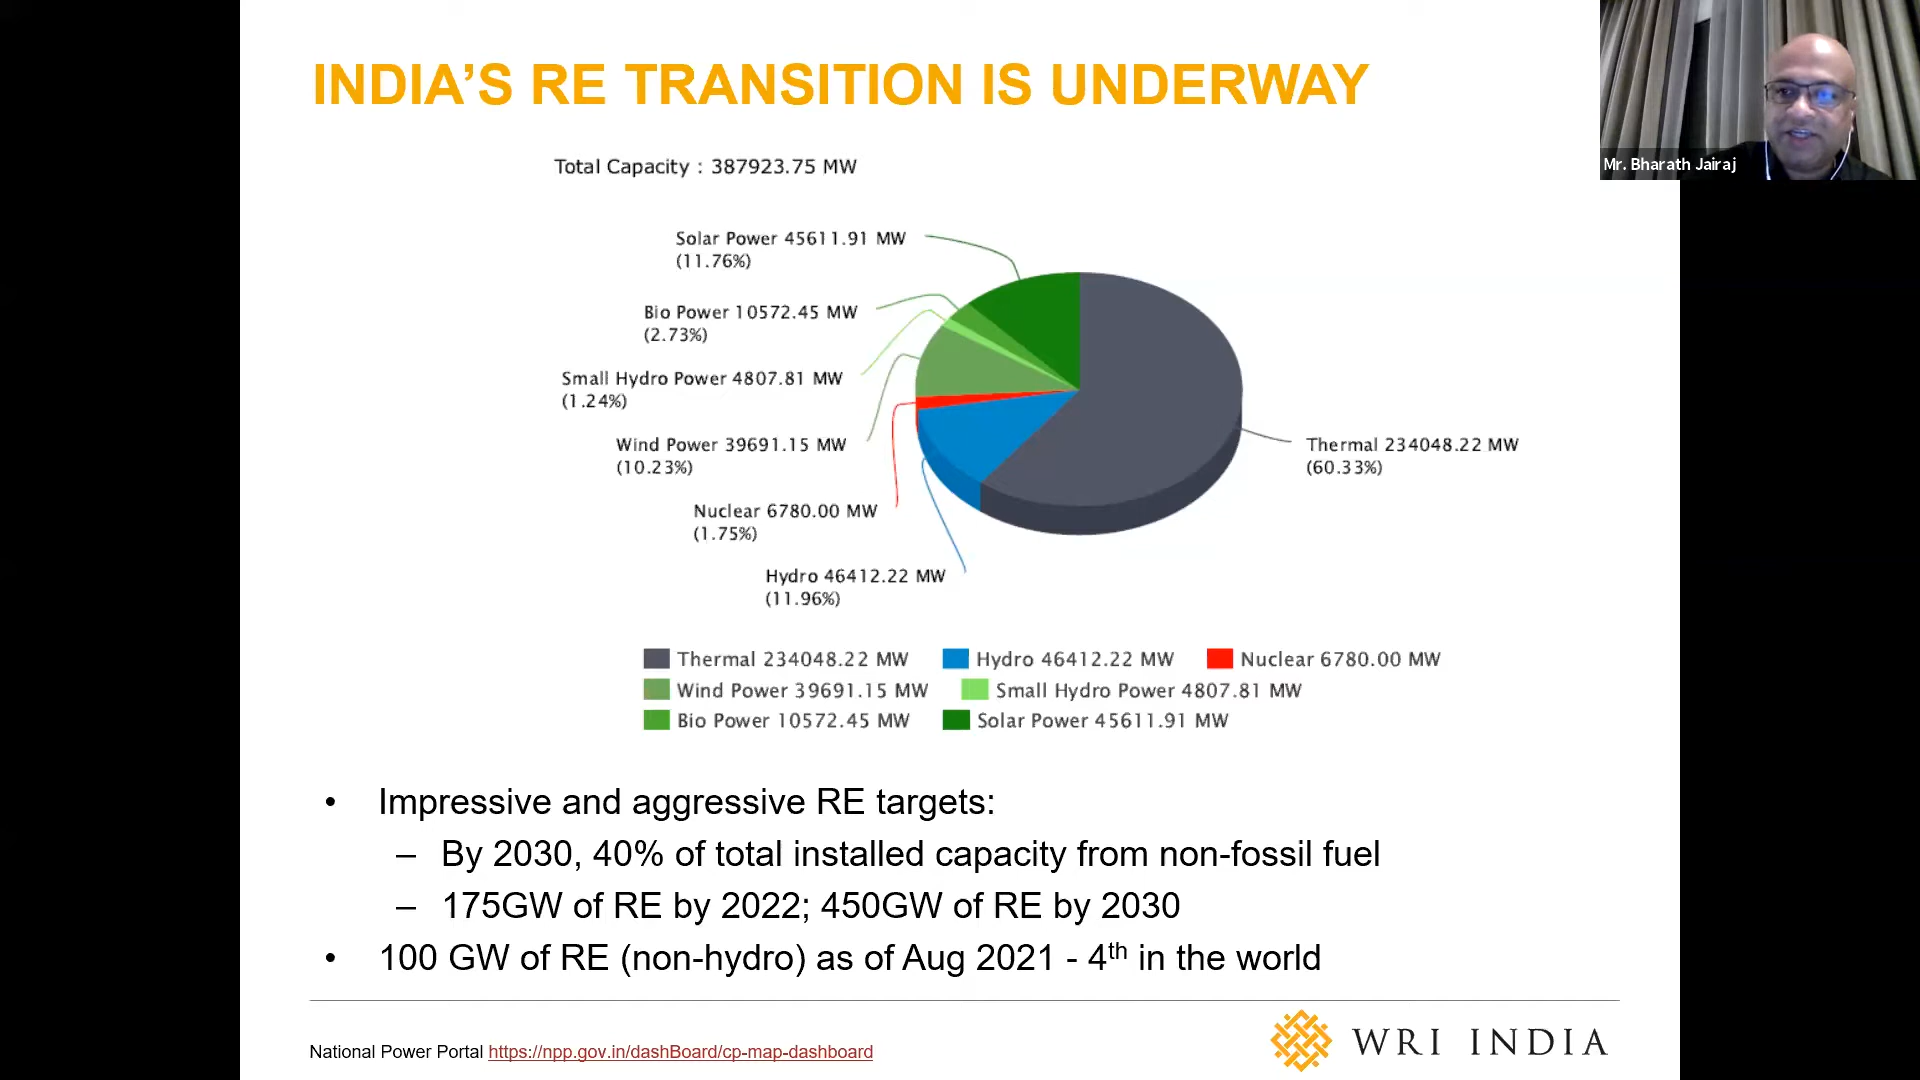 INDIA’S RE TRANSITION IS UNDERWAY
Mr. Bharath Jairaj
Total Capacity : 387923.75 MW
Solar Power 45611.91 MW
(11.76%)
Bio Power 10572.45 MW
(2.73%)
Small Hydro Power 4807.81 MW
(1.24%)
Wind Power 39691.15 MW
(10.23%)
Thermal 234048.22 MW
(60.33%)
Nuclear 6780.00 MW
(1.75%)
Hydro 46412.22 MW
(11.96%)
Thermal 234048.22 MW Hydro 46412.22 MW Nuclear 6780.00 MW
Wind Power 39691.15 MW Small Hydro Power 4807.81 MW
Bio Power 10572.45 MW Solar Power 45611.91 MW
• Impressive and aggressive RE targets:
– By 2030, 40% of total installed capacity from non-fossil fuel
– 175GW of RE by 2022; 450GW of RE by 2030
• 100 GW of RE (non-hydro) as of Aug 2021 - 4th in the world
National Power Portal https://npp.gov.in/dashBoard/cp-map-dashboard
WRI INDIA